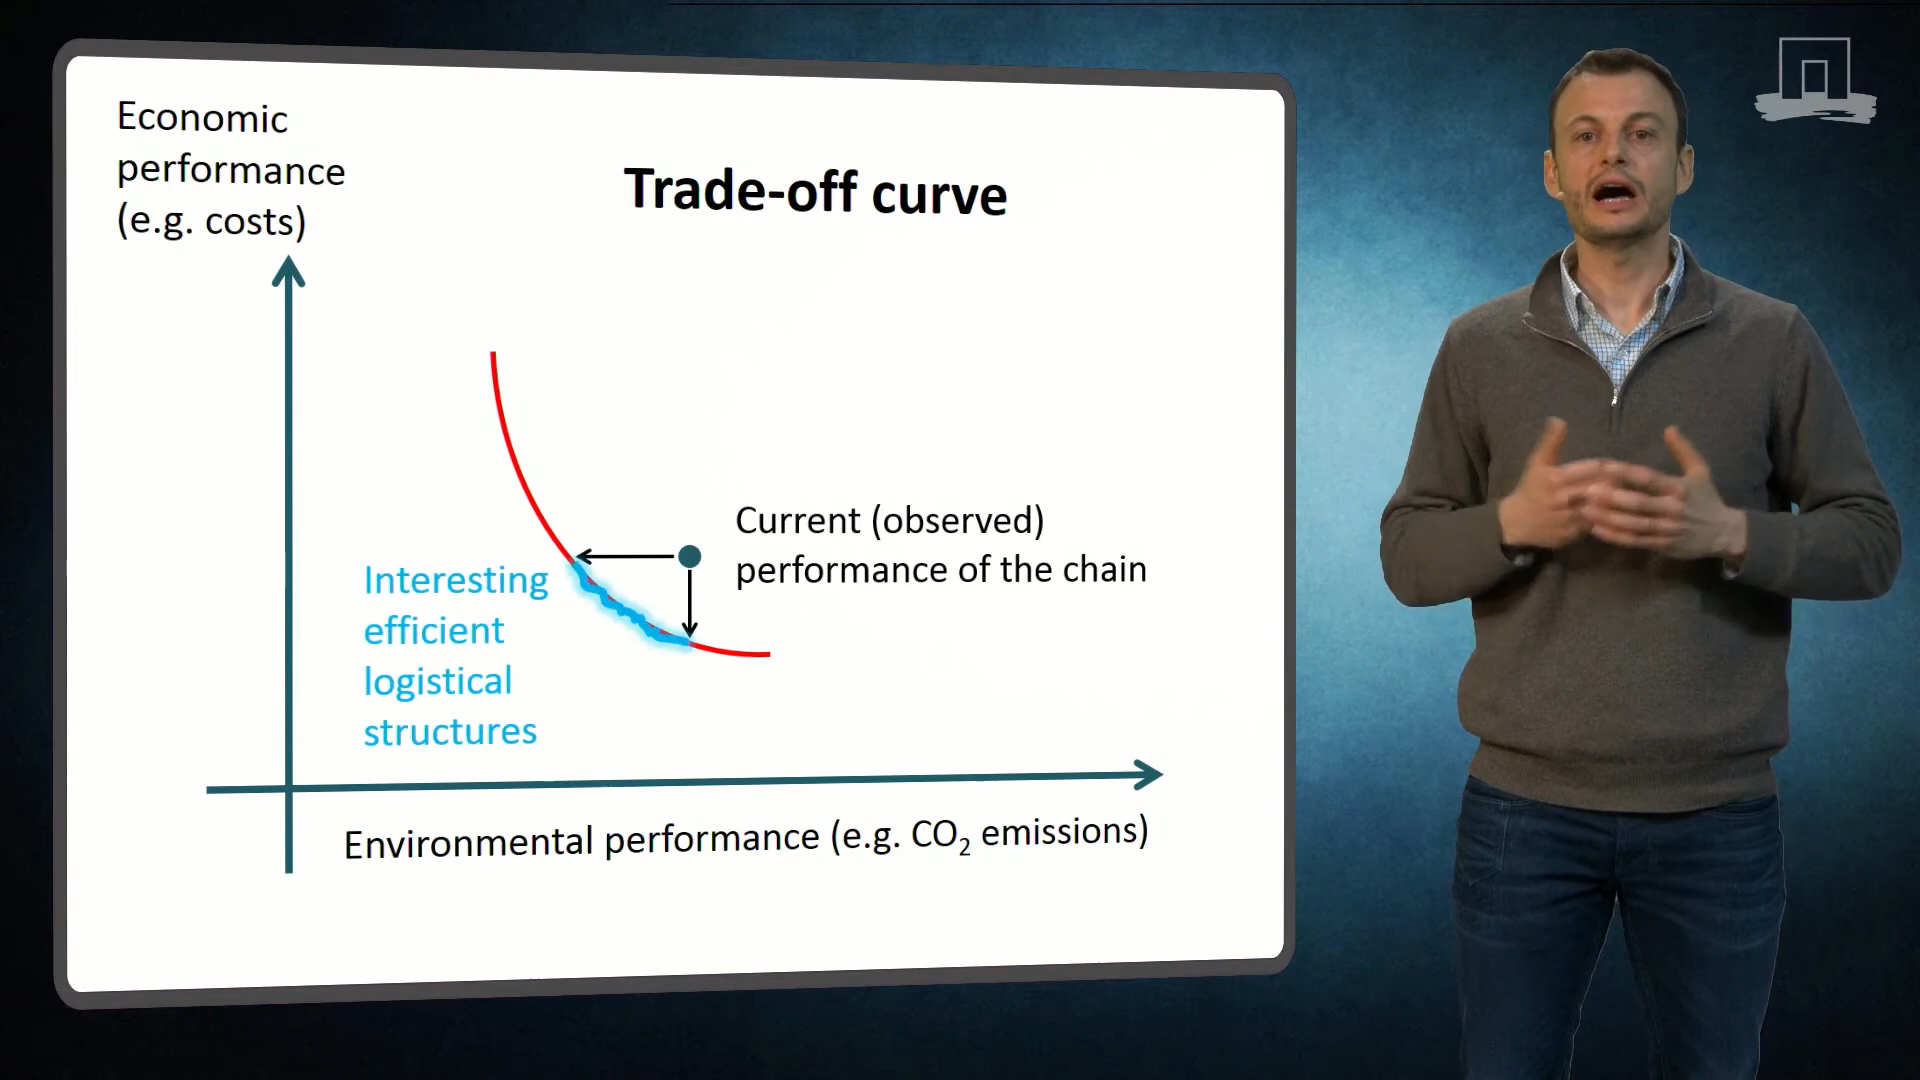 Economic
performance
(e.g. costs)
Trade-off curve
Current (observed)
performance of the chain
Interesting
efficient
logistical
structures
Environmental performance (e.g. CO₂ emissions)